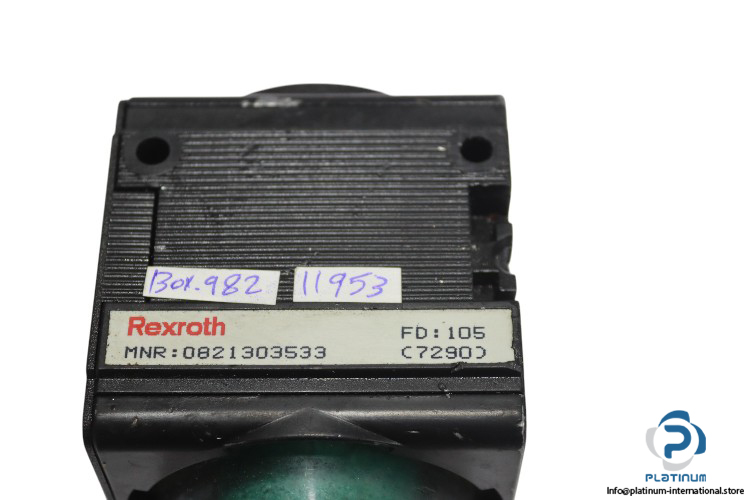 Box.982
11953
Rexroth
FD:105
MNR:0821303533
(7290)
PLATINUM
Info@platinum-international.store